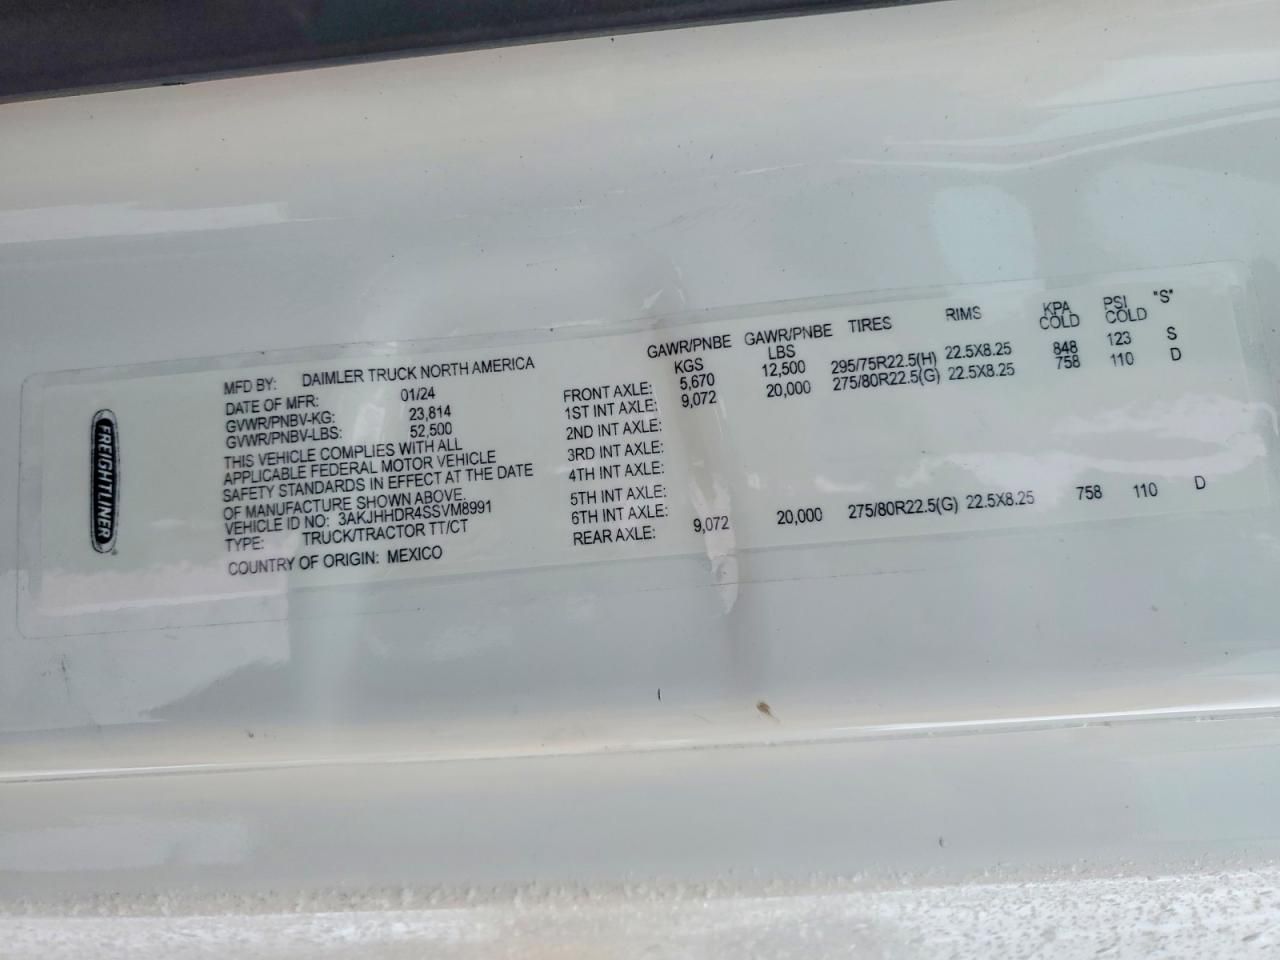 FREIGHTLINER
MFD BY: DAIMLER TRUCK NORTH AMERICA
DATE OF MFR: 01/24
GVWR/PNBV-KG: 23,814
GVWR/PNBV-LBS: 52,500
THIS VEHICLE COMPLIES WITH ALL
APPLICABLE FEDERAL MOTOR VEHICLE
SAFETY STANDARDS IN EFFECT AT THE DATE
OF MANUFACTURE SHOWN ABOVE.
VEHICLE ID NO: 3AKJHHDR4SSVM8991
TYPE: TRUCK/TRACTOR TT/CT
COUNTRY OF ORIGIN: MEXICO
GAWR/PNBE GAWR/PNBE TIRES RIMS KPA PSI "S"
KGS LBS COLD COLD
FRONT AXLE: 5,670 12,500 295/75R22.5(H) 22.5X8.25 848 123 S
1ST INT AXLE: 9,072 20,000 275/80R22.5(G) 22.5X8.25 758 110 D
2ND INT AXLE:
3RD INT AXLE:
4TH INT AXLE:
5TH INT AXLE:
6TH INT AXLE:
REAR AXLE: 9,072 20,000 275/80R22.5(G) 22.5X8.25 758 110 D